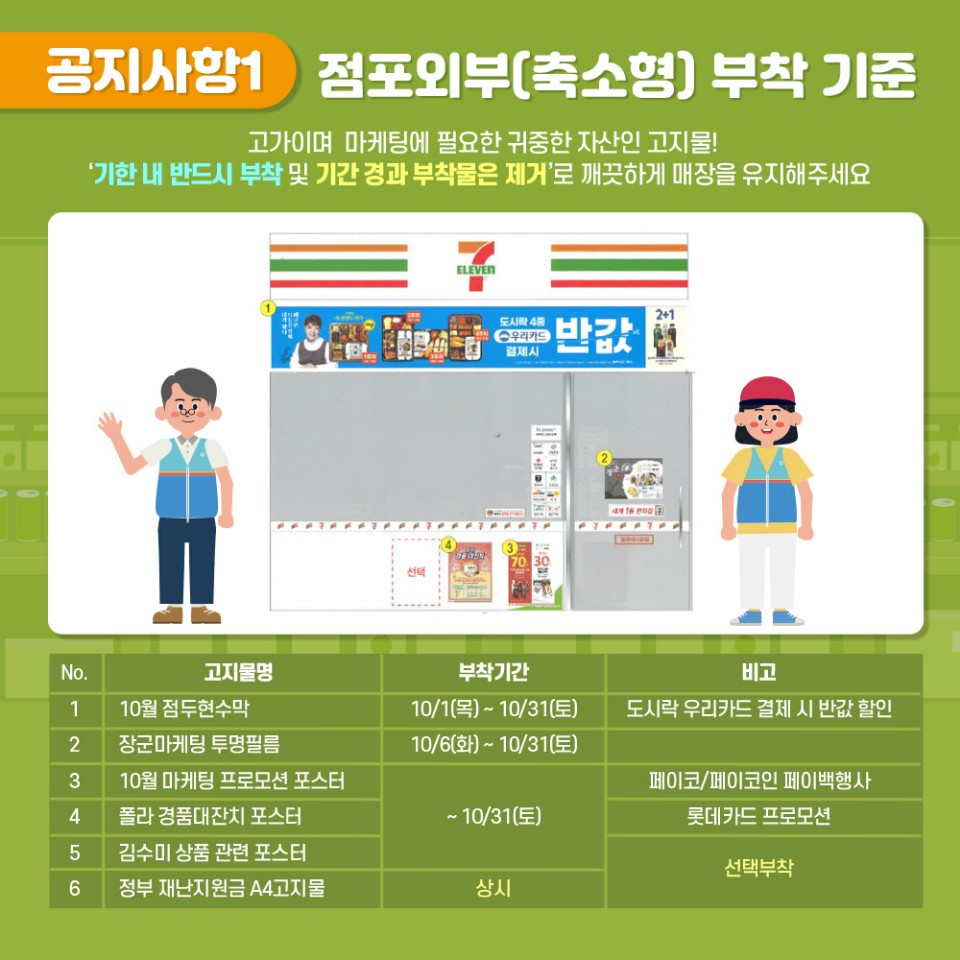 공지사항1
점포외부(축소형) 부착 기준
고가이며 마케팅에 필요한 귀중한 자산인 고지물!
‘기한 내 반드시 부착 및 기간 경과 부착물은 제거’로 깨끗하게 매장을 유지해주세요
7
ELEVEN
1
도시락 4종
우리카드
결제시
반값
2+1
2
세계 1등 편의점
4
3
선택
70
30
No. 고지물명 부착기간 비고
1 10월 점두현수막 10/1(목) ~ 10/31(토) 도시락 우리카드 결제 시 반값 할인
2 장군마케팅 투명필름 10/6(화) ~ 10/31(토)
3 10월 마케팅 프로모션 포스터 페이코/페이코인 페이백행사
4 폴라 경품대잔치 포스터 ~ 10/31(토) 롯데카드 프로모션
5 김수미 상품 관련 포스터
선택부착
6 정부 재난지원금 A4고지물 상시